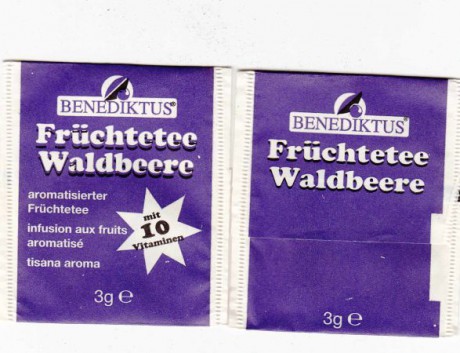 BENEDIKTUS®
Früchtetee
Waldbeere
aromatisierter
Früchtetee
infusion aux fruits
aromatisé
tisana aroma
mit
10
Vitaminen
3g ℮
BENEDIKTUS®
Früchtetee
Waldbeere
3g ℮